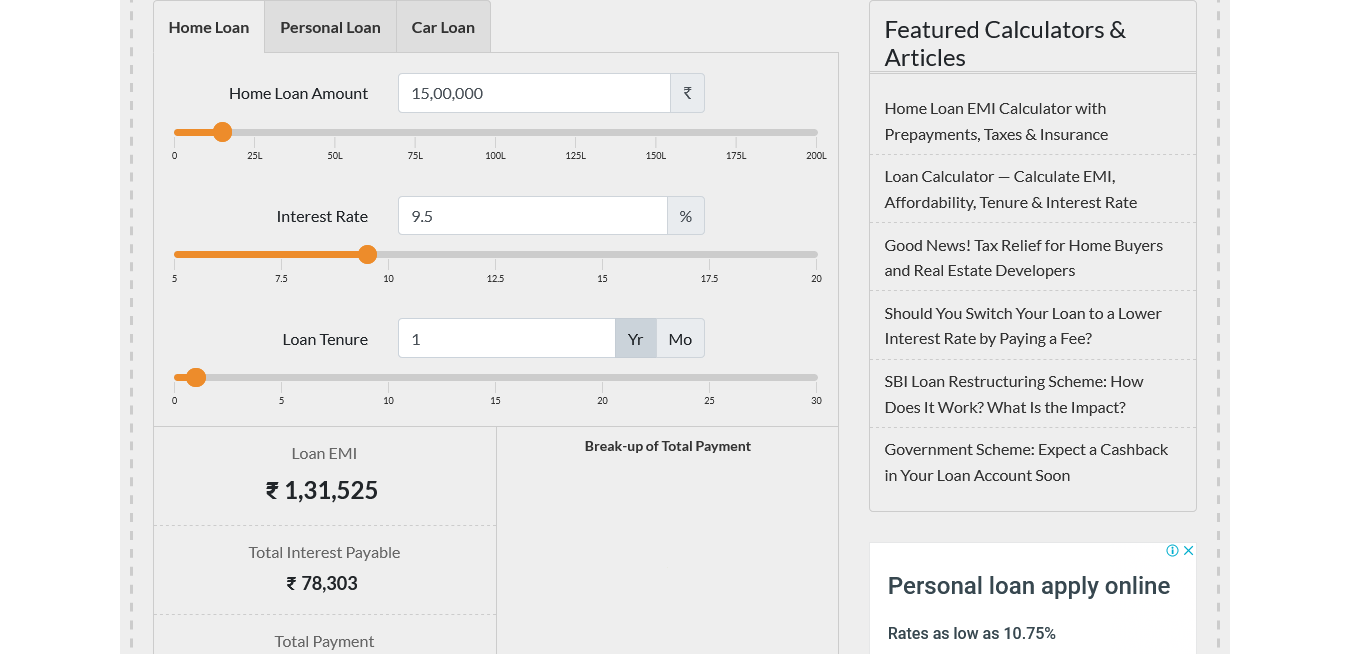 Home Loan
Personal Loan
Car Loan
Home Loan Amount
15,00,000
₹
0 25L 50L 75L 100L 125L 150L 175L 200L
Interest Rate
9.5
%
5 7.5 10 12.5 15 17.5 20
Loan Tenure
1
Yr
Mo
0 5 10 15 20 25 30
Loan EMI
₹ 1,31,525
Total Interest Payable
₹ 78,303
Total Payment
Break-up of Total Payment
Featured Calculators &
Articles
Home Loan EMI Calculator with
Prepayments, Taxes & Insurance
Loan Calculator — Calculate EMI,
Affordability, Tenure & Interest Rate
Good News! Tax Relief for Home Buyers
and Real Estate Developers
Should You Switch Your Loan to a Lower
Interest Rate by Paying a Fee?
SBI Loan Restructuring Scheme: How
Does It Work? What Is the Impact?
Government Scheme: Expect a Cashback
in Your Loan Account Soon
Personal loan apply online
Rates as low as 10.75%